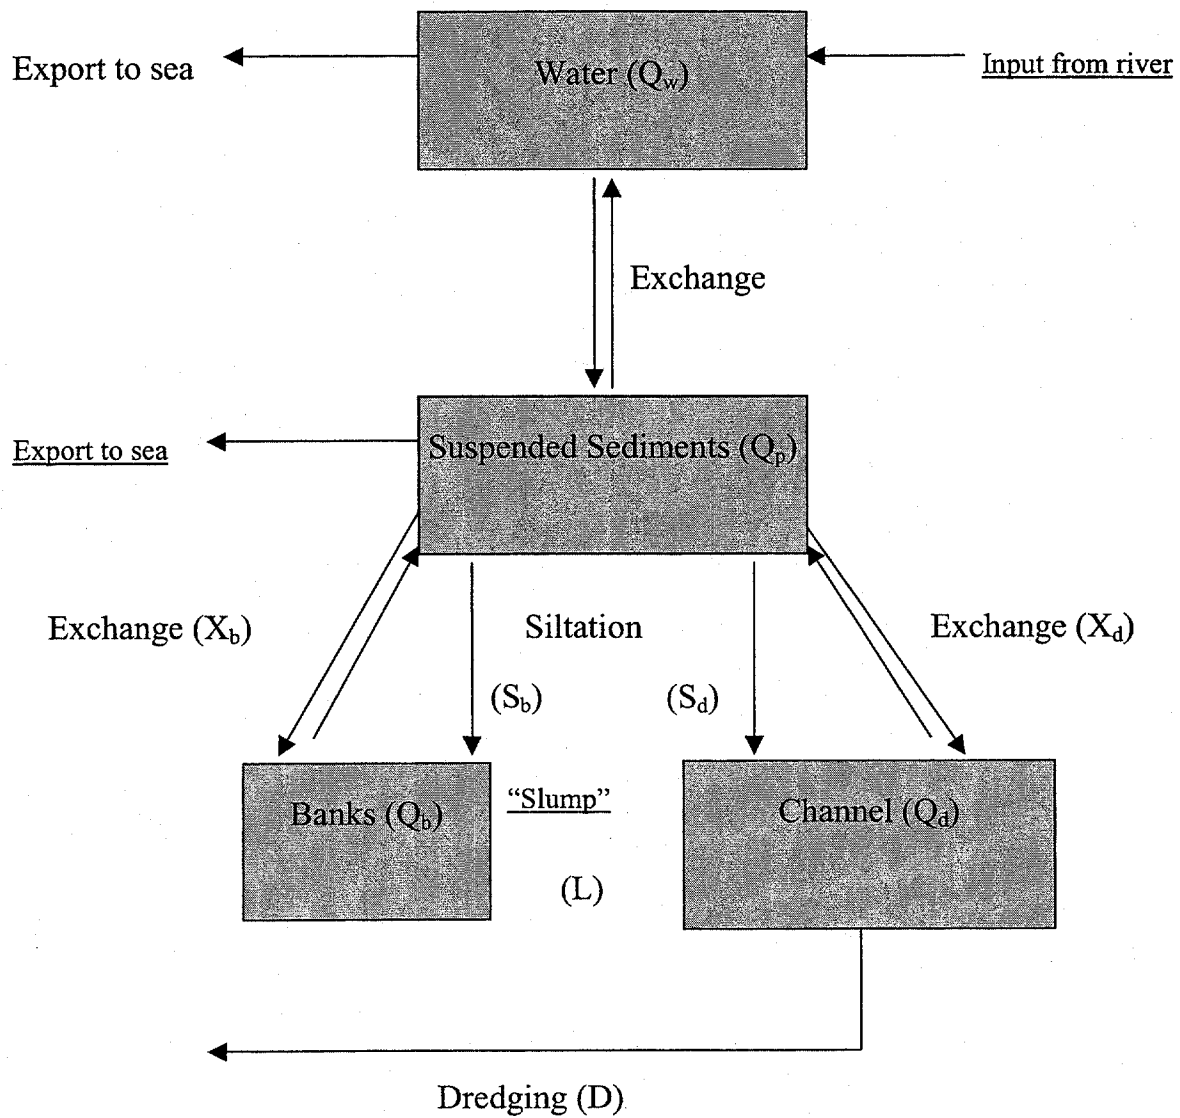 Export to sea
Water (Qw)
Input from river
Exchange
Export to sea
Suspended Sediments (Qp)
Exchange (Xb)
Siltation
Exchange (Xd)
(Sb)
(Sd)
Banks (Qb)
"Slump"
Channel (Qd)
(L)
Dredging (D)